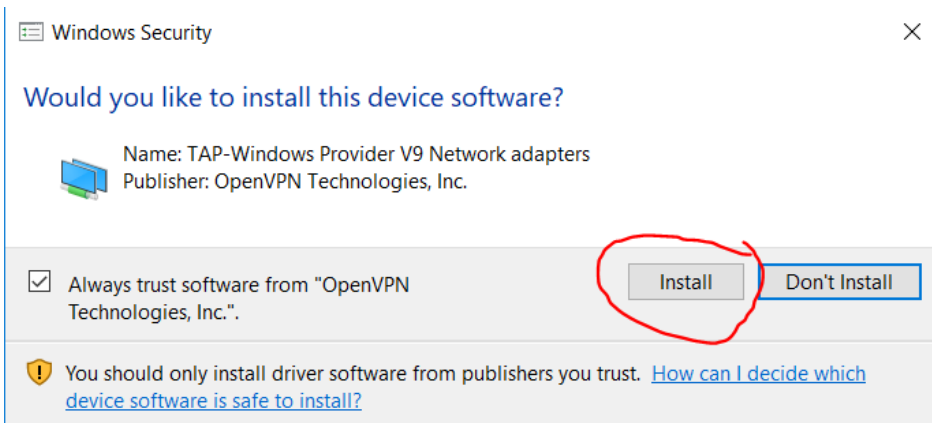 Windows Security
Would you like to install this device software?
Name: TAP-Windows Provider V9 Network adapters
Publisher: OpenVPN Technologies, Inc.
Always trust software from "OpenVPN
Technologies, Inc.".
Install
Don't Install
You should only install driver software from publishers you trust. How can I decide which
device software is safe to install?